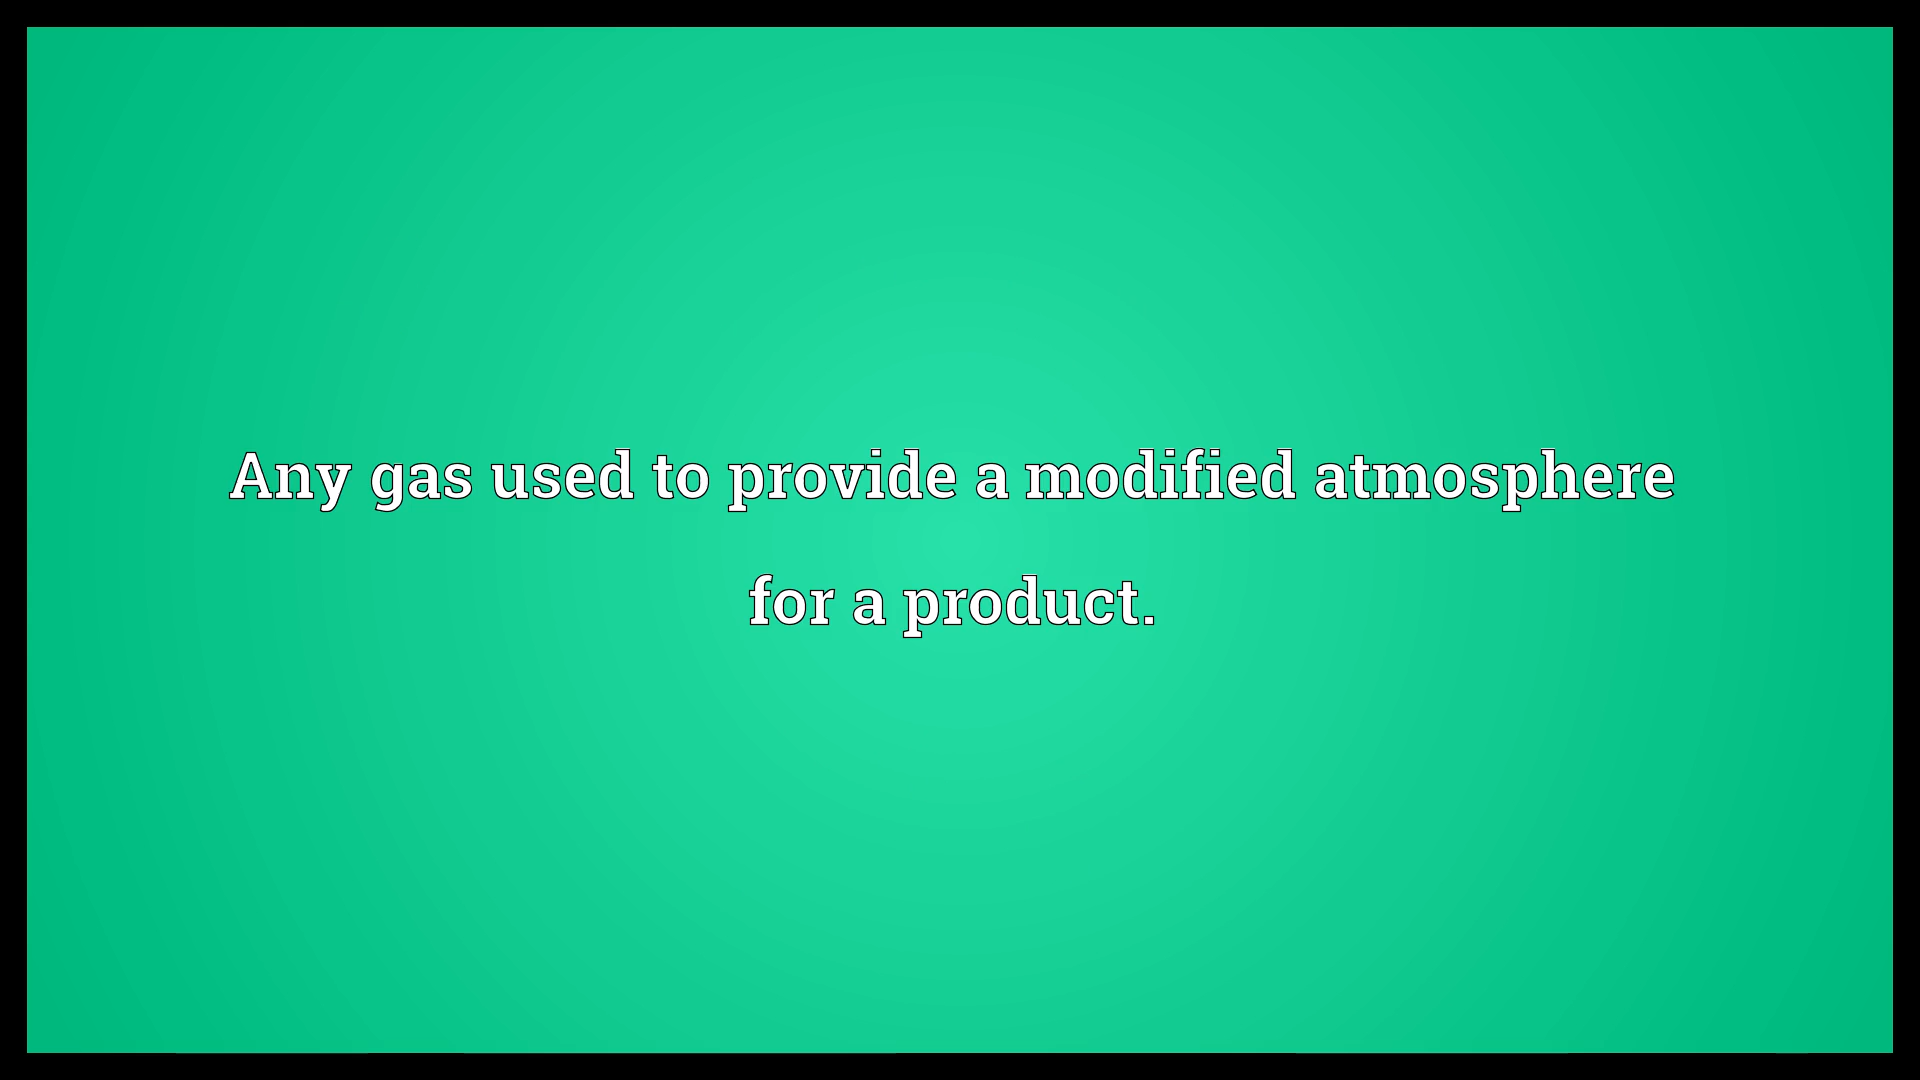 Any gas used to provide a modified atmosphere
for a product.